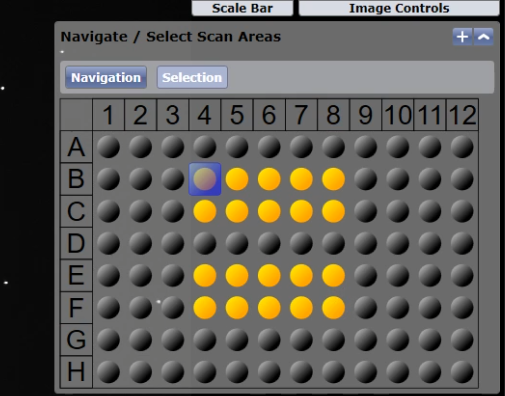 Scale Bar Image Controls
Navigate / Select Scan Areas +
Navigation Selection
1 2 3 4 5 6 7 8 9 10 11 12
A
B
C
D
E
F
G
H